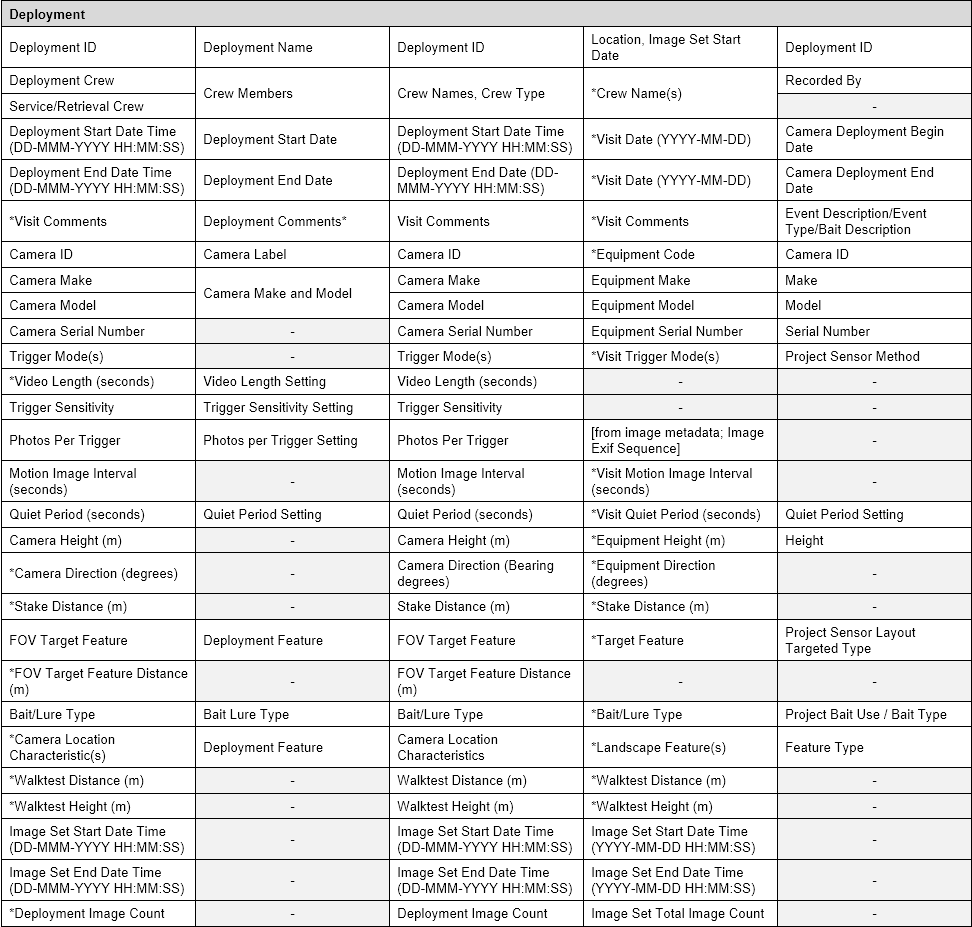 Deployment
Deployment ID
Deployment Name
Deployment ID
Location, Image Set Start
Date
Deployment ID
Deployment Crew
Crew Members
Crew Names, Crew Type
*Crew Name(s)
Recorded By
Service/Retrieval Crew
-
Deployment Start Date Time
(DD-MMM-YYYY HH:MM:SS)
Deployment Start Date
Deployment Start Date Time
(DD-MMM-YYYY HH:MM:SS)
*Visit Date (YYYY-MM-DD)
Camera Deployment Begin
Date
Deployment End Date Time
(DD-MMM-YYYY HH:MM:SS)
Deployment End Date
Deployment End Date (DD-
MMM-YYYY HH:MM:SS)
*Visit Date (YYYY-MM-DD)
Camera Deployment End
Date
*Visit Comments
Deployment Comments*
Visit Comments
*Visit Comments
Event Description/Event
Type/Bait Description
Camera ID
Camera Label
Camera ID
*Equipment Code
Camera ID
Camera Make
Camera Make and Model
Camera Make
Equipment Make
Make
Camera Model
Camera Model
Equipment Model
Model
Camera Serial Number
-
Camera Serial Number
Equipment Serial Number
Serial Number
Trigger Mode(s)
-
Trigger Mode(s)
*Visit Trigger Mode(s)
Project Sensor Method
*Video Length (seconds)
Video Length Setting
Video Length (seconds)
-
-
Trigger Sensitivity
Trigger Sensitivity Setting
Trigger Sensitivity
-
-
Photos Per Trigger
Photos per Trigger Setting
Photos Per Trigger
[from image metadata; Image
Exif Sequence]
-
Motion Image Interval
(seconds)
-
Motion Image Interval
(seconds)
*Visit Motion Image Interval
(seconds)
-
Quiet Period (seconds)
Quiet Period Setting
Quiet Period (seconds)
*Visit Quiet Period (seconds)
Quiet Period Setting
Camera Height (m)
-
Camera Height (m)
*Equipment Height (m)
Height
*Camera Direction (degrees)
-
Camera Direction (Bearing
degrees)
*Equipment Direction
(degrees)
-
*Stake Distance (m)
-
Stake Distance (m)
*Stake Distance (m)
-
FOV Target Feature
Deployment Feature
FOV Target Feature
*Target Feature
Project Sensor Layout
Targeted Type
*FOV Target Feature Distance
(m)
-
FOV Target Feature Distance
(m)
-
-
Bait/Lure Type
Bait Lure Type
Bait/Lure Type
*Bait/Lure Type
Project Bait Use / Bait Type
*Camera Location
Characteristic(s)
Deployment Feature
Camera Location
Characteristics
*Landscape Feature(s)
Feature Type
*Walktest Distance (m)
-
Walktest Distance (m)
*Walktest Distance (m)
-
*Walktest Height (m)
-
Walktest Height (m)
*Walktest Height (m)
-
Image Set Start Date Time
(DD-MMM-YYYY HH:MM:SS)
-
Image Set Start Date Time
(DD-MMM-YYYY HH:MM:SS)
Image Set Start Date Time
(YYYY-MM-DD HH:MM:SS)
-
Image Set End Date Time
(DD-MMM-YYYY HH:MM:SS)
-
Image Set End Date Time
(DD-MMM-YYYY HH:MM:SS)
Image Set End Date Time
(YYYY-MM-DD HH:MM:SS)
-
*Deployment Image Count
-
Deployment Image Count
Image Set Total Image Count
-